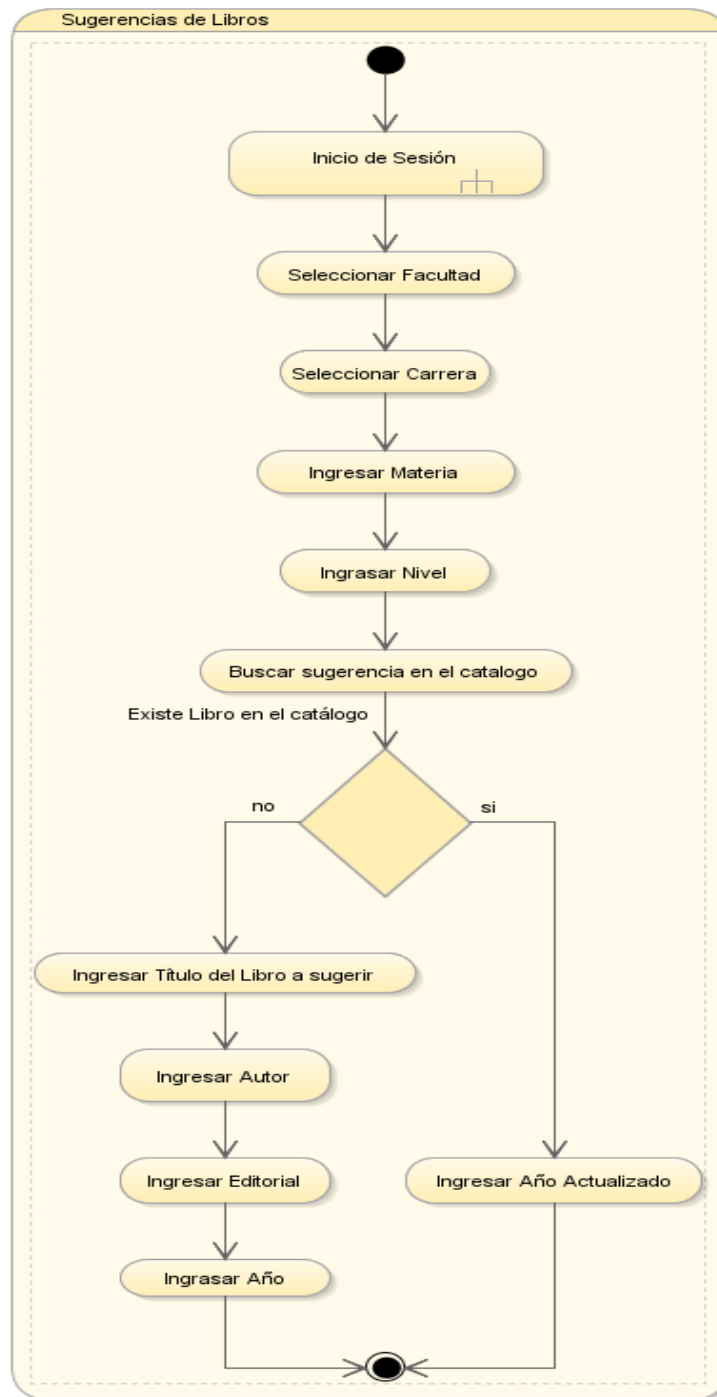 Sugerencias de Libros
Inicio de Sesión
Seleccionar Facultad
Seleccionar Carrera
Ingresar Materia
Ingrasar Nivel
Buscar sugerencia en el catalogo
Existe Libro en el catálogo
no
si
Ingresar Título del Libro a sugerir
Ingresar Autor
Ingresar Editorial
Ingresar Año Actualizado
Ingrasar Año